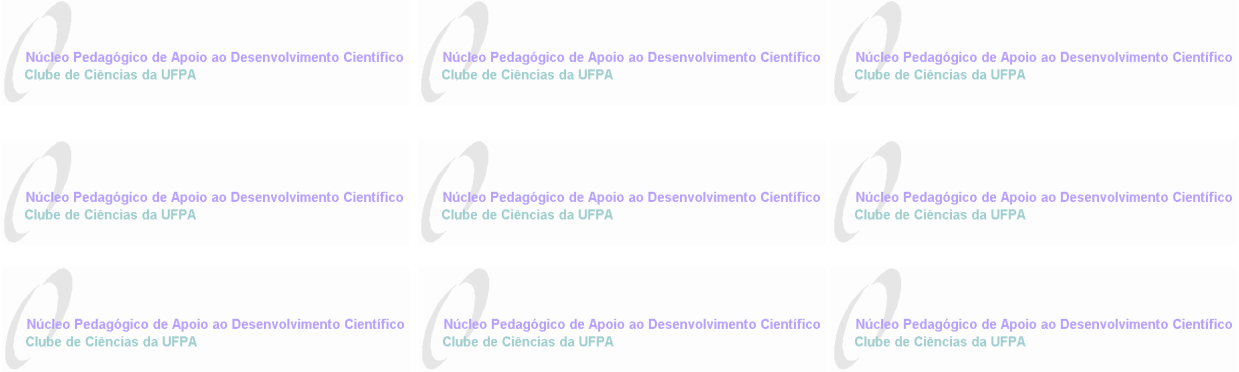 Núcleo Pedagógico de Apoio ao Desenvolvimento Científico
Clube de Ciências da UFPA
Núcleo Pedagógico de Apoio ao Desenvolvimento Científico
Clube de Ciências da UFPA
Núcleo Pedagógico de Apoio ao Desenvolvimento Científico
Clube de Ciências da UFPA
Núcleo Pedagógico de Apoio ao Desenvolvimento Científico
Clube de Ciências da UFPA
Núcleo Pedagógico de Apoio ao Desenvolvimento Científico
Clube de Ciências da UFPA
Núcleo Pedagógico de Apoio ao Desenvolvimento Científico
Clube de Ciências da UFPA
Núcleo Pedagógico de Apoio ao Desenvolvimento Científico
Clube de Ciências da UFPA
Núcleo Pedagógico de Apoio ao Desenvolvimento Científico
Clube de Ciências da UFPA
Núcleo Pedagógico de Apoio ao Desenvolvimento Científico
Clube de Ciências da UFPA